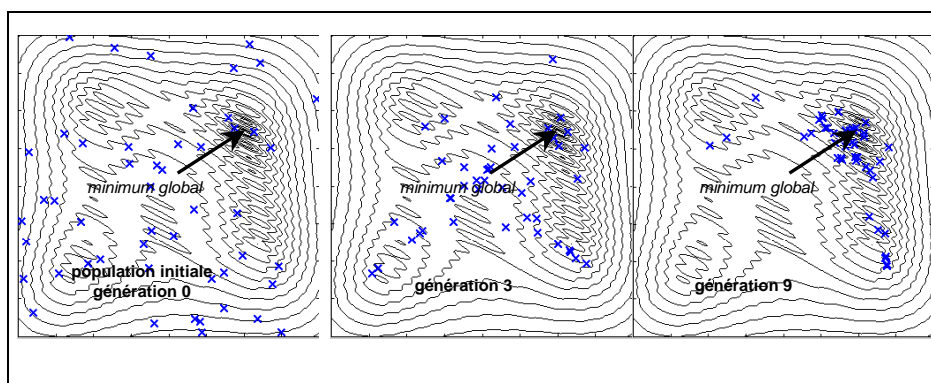 minimum global
population initiale
génération 0
minimum global
génération 3
minimum global
génération 9